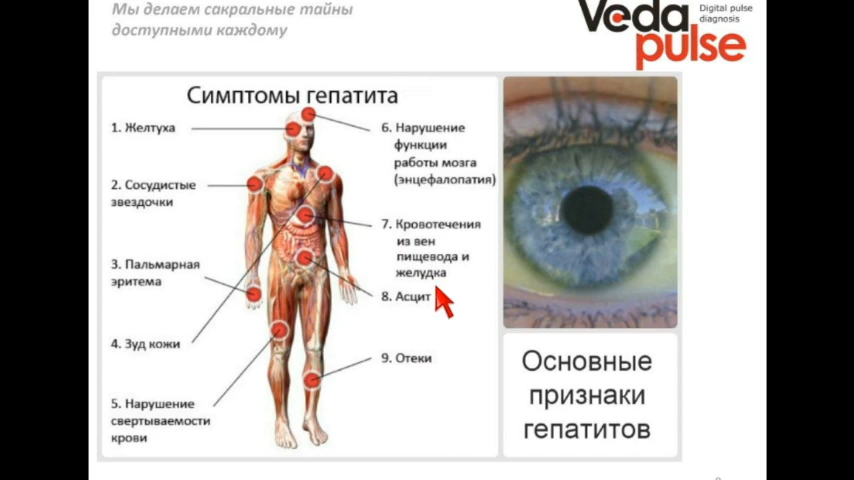 Мы делаем сакральные тайны
доступными каждому
Veda
pulse
Digital pulse
diagnosis
Симптомы гепатита
1. Желтуха
2. Сосудистые
звездочки
3. Пальмарная
эритема
4. Зуд кожи
5. Нарушение
свертываемости
крови
6. Нарушение
функции
работы мозга
(энцефалопатия)
7. Кровотечения
из вен
пищевода и
желудка
8. Асцит
9. Отеки
Основные
признаки
гепатитов